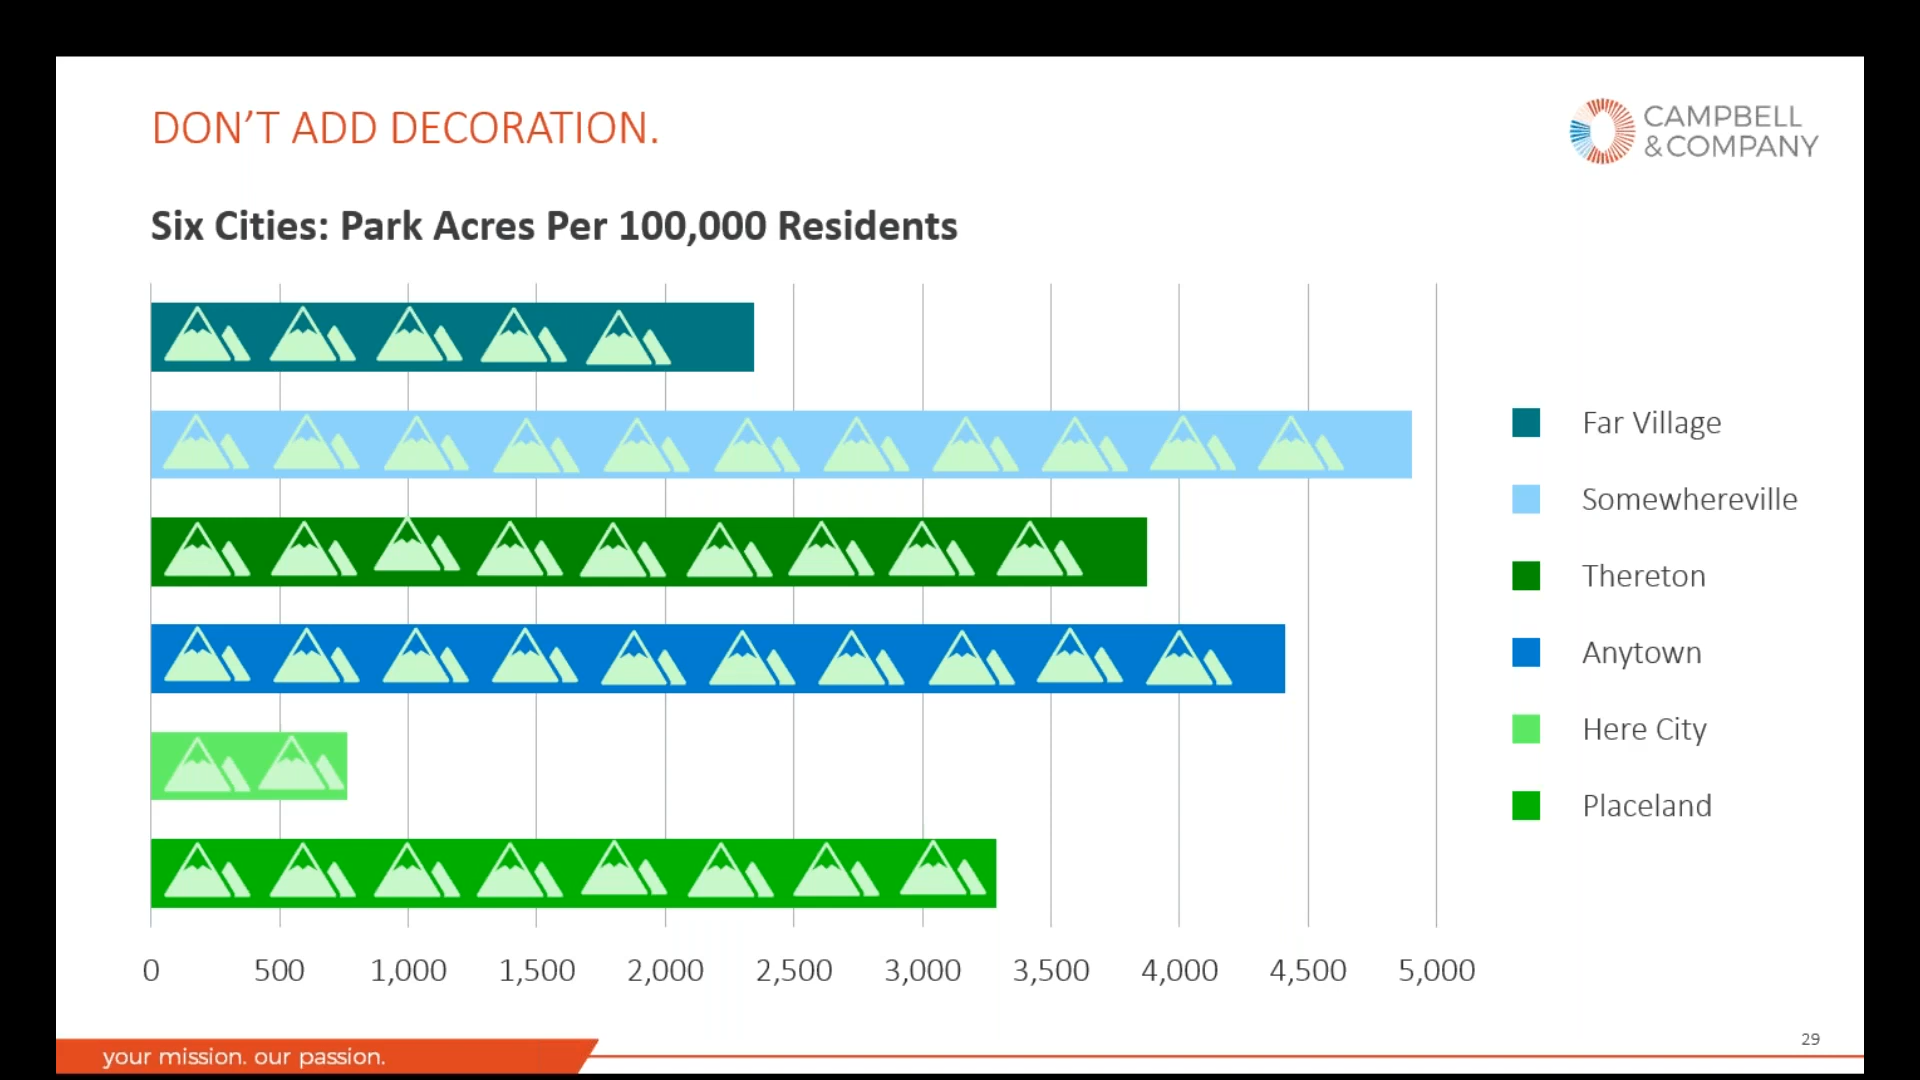 DON’T ADD DECORATION.
CAMPBELL
&COMPANY
Six Cities: Park Acres Per 100,000 Residents
Far Village
Somewhereville
Thereton
Anytown
Here City
Placeland
0 500 1,000 1,500 2,000 2,500 3,000 3,500 4,000 4,500 5,000
29
your mission. our passion.